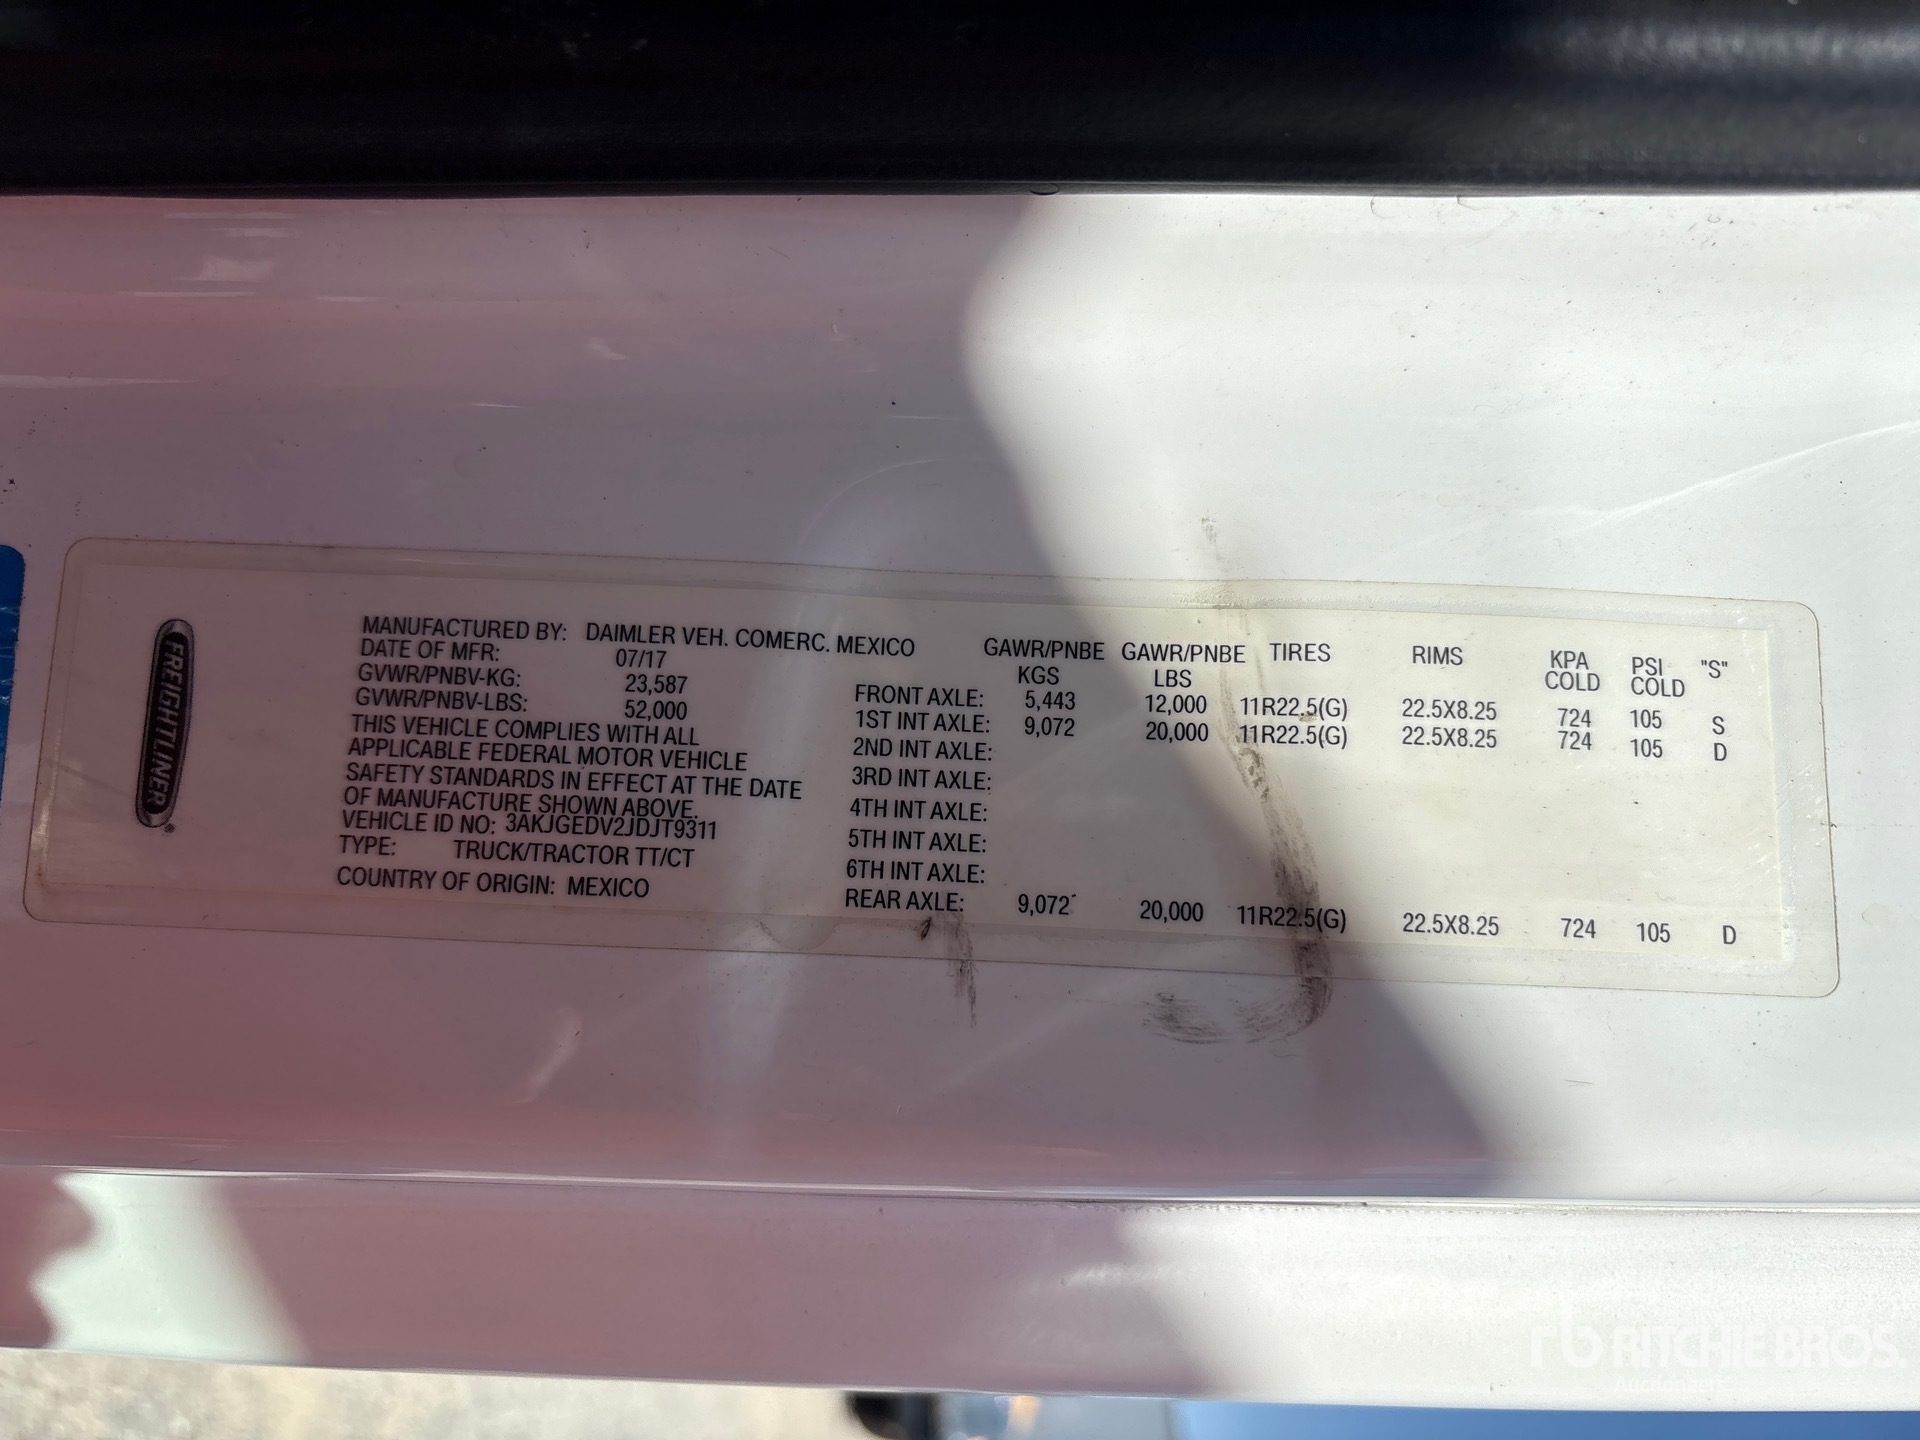 FREIGHTLINER®
MANUFACTURED BY: DAIMLER VEH. COMERC. MEXICO
DATE OF MFR: 07/17
GVWR/PNBV-KG: 23,587
GVWR/PNBV-LBS: 52,000
THIS VEHICLE COMPLIES WITH ALL
APPLICABLE FEDERAL MOTOR VEHICLE
SAFETY STANDARDS IN EFFECT AT THE DATE
OF MANUFACTURE SHOWN ABOVE.
VEHICLE ID NO: 3AKJGEDV2JDJT9311
TYPE: TRUCK/TRACTOR TT/CT
COUNTRY OF ORIGIN: MEXICO
GAWR/PNBE GAWR/PNBE TIRES RIMS KPA PSI "S"
KGS LBS COLD COLD
FRONT AXLE: 5,443 12,000 11R22.5(G) 22.5X8.25 724 105 S
1ST INT AXLE: 9,072 20,000 11R22.5(G) 22.5X8.25 724 105 D
2ND INT AXLE:
3RD INT AXLE:
4TH INT AXLE:
5TH INT AXLE:
6TH INT AXLE:
REAR AXLE: 9,072 20,000 11R22.5(G) 22.5X8.25 724 105 D
rb RITCHIE BROS.
Auctioneers